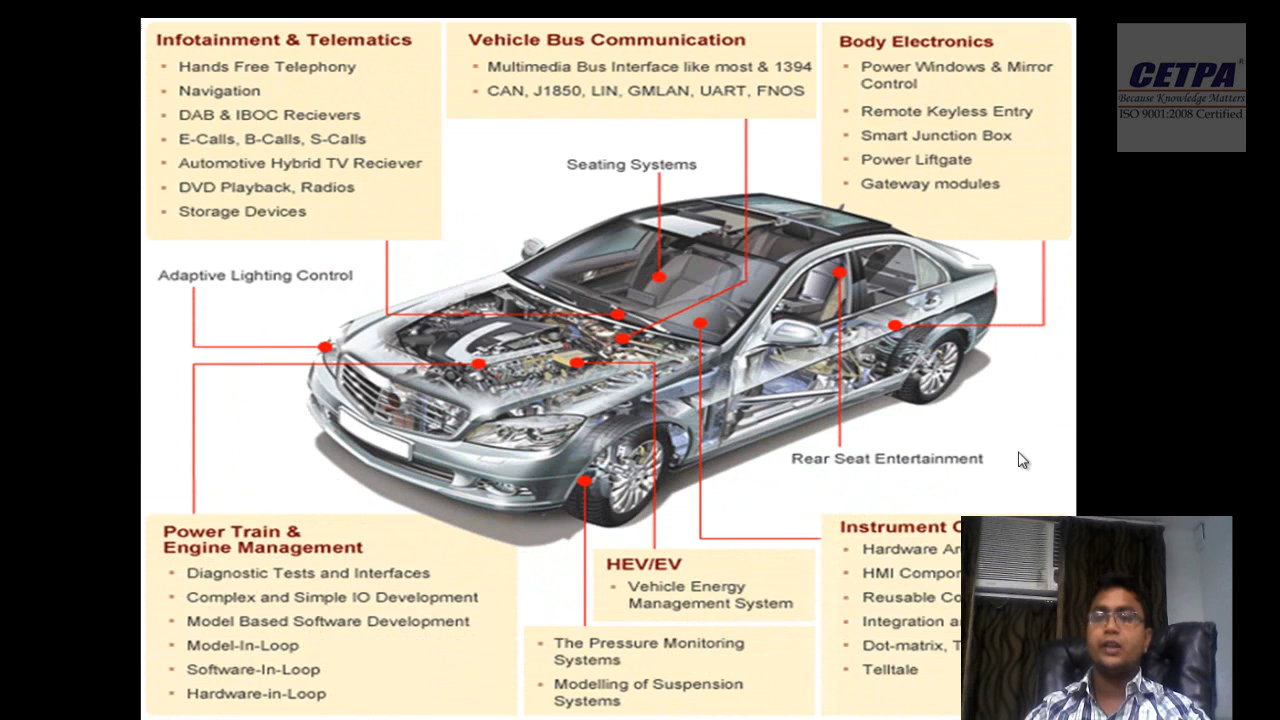 Infotainment & Telematics
Hands Free Telephony
Navigation
DAB & IBOC Recievers
E-Calls, B-Calls, S-Calls
Automotive Hybrid TV Reciever
DVD Playback, Radios
Storage Devices
Vehicle Bus Communication
Multimedia Bus Interface like most & 1394
CAN, J1850, LIN, GMLAN, UART, FNOS
Body Electronics
Power Windows & Mirror
Control
Remote Keyless Entry
Smart Junction Box
Power Liftgate
Gateway modules
CETPA®
Because Knowledge Matters
ISO 9001:2008 Certified
Seating Systems
Adaptive Lighting Control
Rear Seat Entertainment
Power Train &
Engine Management
Diagnostic Tests and Interfaces
Complex and Simple IO Development
Model Based Software Development
Model-In-Loop
Software-In-Loop
Hardware-in-Loop
HEV/EV
Vehicle Energy
Management System
The Pressure Monitoring
Systems
Modelling of Suspension
Systems
Instrument
Hardware
HMI
Reusable
Integration
Dot-matrix,
Telltale